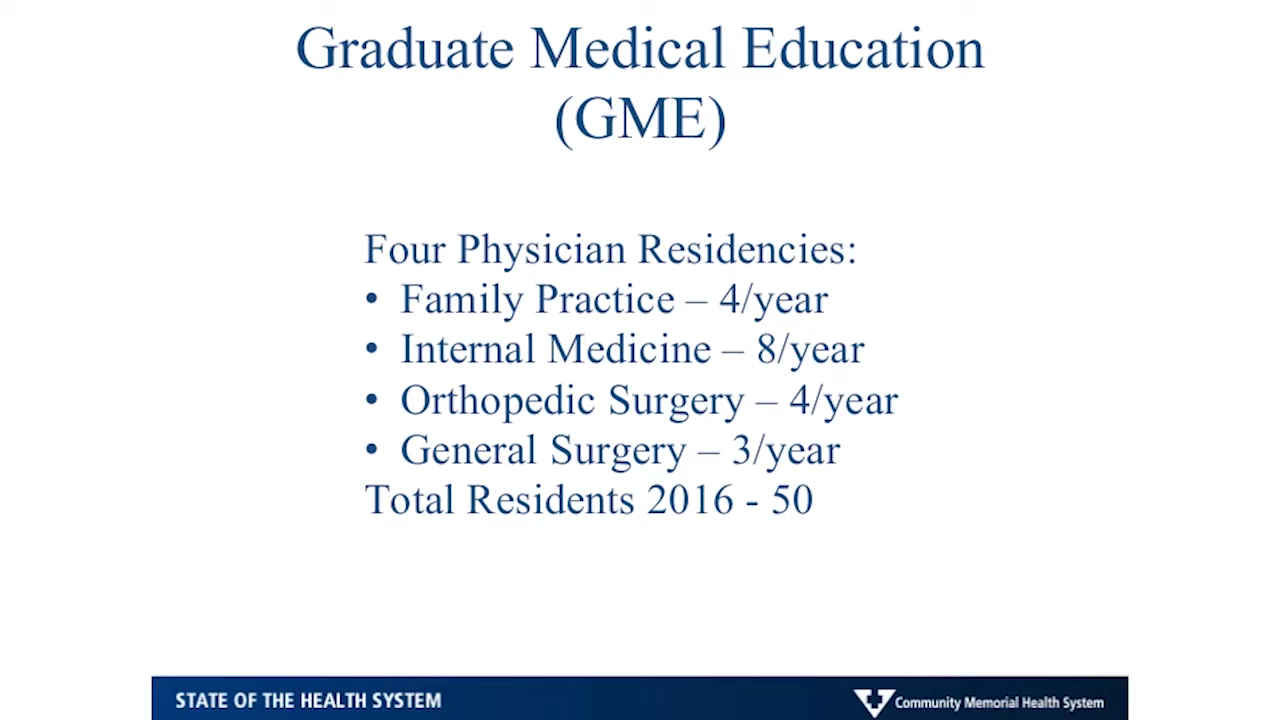 Graduate Medical Education
(GME)
Four Physician Residencies:
• Family Practice – 4/year
• Internal Medicine – 8/year
• Orthopedic Surgery – 4/year
• General Surgery – 3/year
Total Residents 2016 - 50
STATE OF THE HEALTH SYSTEM
Community Memorial Health System